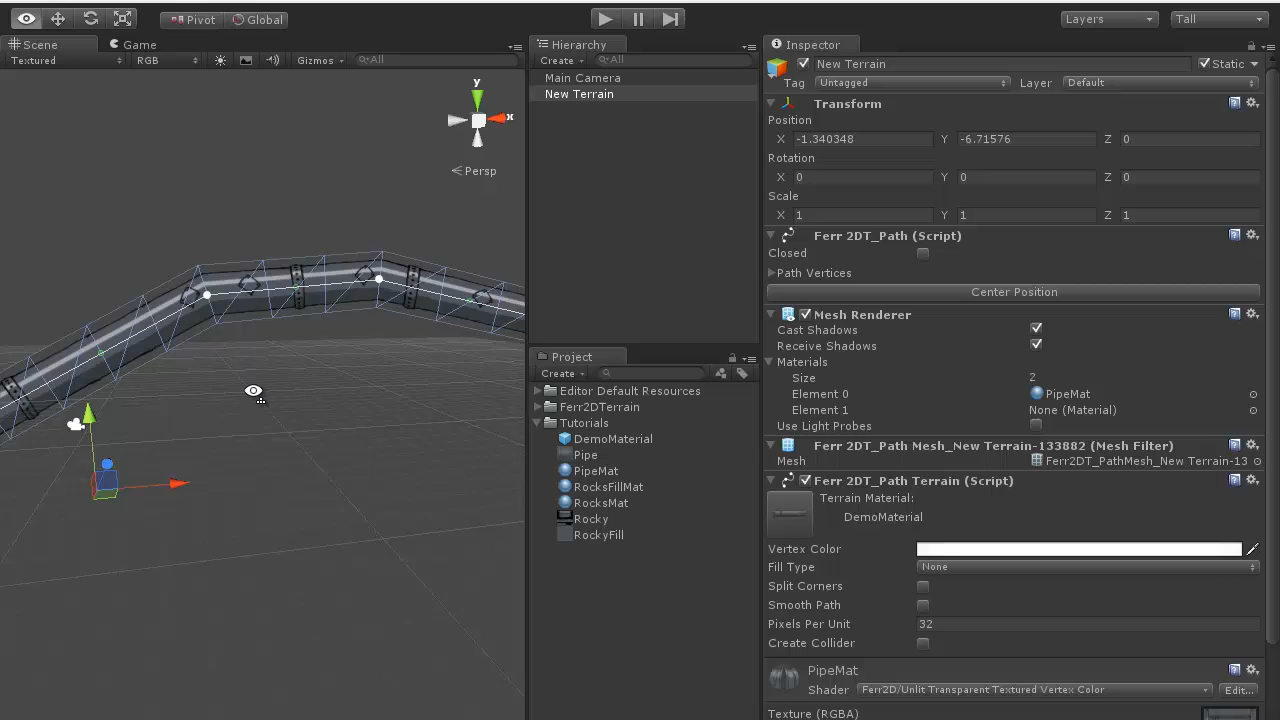 Pivot Global Layers Tall
Scene Game
Textured RGB Gizmos All
y
x
Persp
Hierarchy
Create All
Main Camera
New Terrain
Project
Create
Editor Default Resources
Ferr2DTerrain
Tutorials
DemoMaterial
Pipe
PipeMat
RocksFillMat
RocksMat
Rocky
RockyFill
Inspector
New Terrain Static
Tag Untagged Layer Default
Transform
Position
X -1.340348 Y -6.71576 Z 0
Rotation
X 0 Y 0 Z 0
Scale
X 1 Y 1 Z 1
Ferr 2DT_Path (Script)
Closed
Path Vertices
Center Position
Mesh Renderer
Cast Shadows
Receive Shadows
Materials
Size 2
Element 0 PipeMat
Element 1 None (Material)
Use Light Probes
Ferr 2DT_Path Mesh_New Terrain-133882 (Mesh Filter)
Mesh Ferr2DT_PathMesh_New Terrain-13
Ferr 2DT_Path Terrain (Script)
Terrain Material:
DemoMaterial
Vertex Color
Fill Type None
Split Corners
Smooth Path
Pixels Per Unit 32
Create Collider
PipeMat
Shader Ferr2D/Unlit Transparent Textured Vertex Color Edit...
Texture (RGBA)